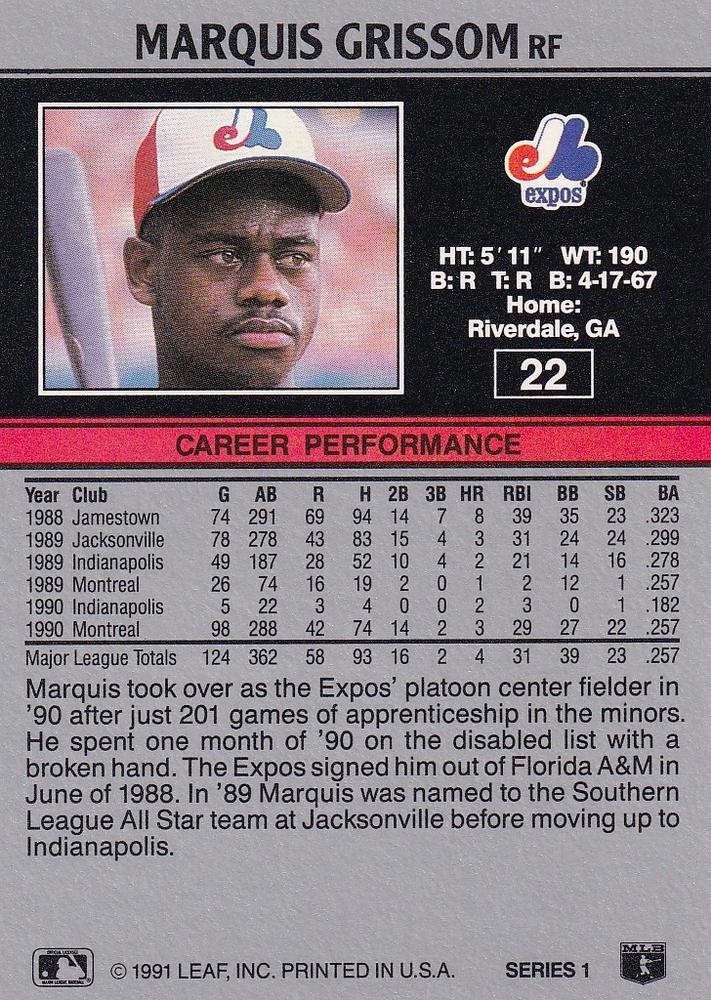 MARQUIS GRISSOM RF
expos
HT: 5' 11" WT: 190
B: R T: R B: 4-17-67
Home:
Riverdale, GA
22
CAREER PERFORMANCE
Year Club G AB R H 2B 3B HR RBI BB SB BA
1988 Jamestown 74 291 69 94 14 7 8 39 35 23 .323
1989 Jacksonville 78 278 43 83 15 4 3 31 24 24 .299
1989 Indianapolis 49 187 28 52 10 4 2 21 14 16 .278
1989 Montreal 26 74 16 19 2 0 1 2 12 1 .257
1990 Indianapolis 5 22 3 4 0 0 2 3 0 1 .182
1990 Montreal 98 288 42 74 14 2 3 29 27 22 .257
Major League Totals 124 362 58 93 16 2 4 31 39 23 .257
Marquis took over as the Expos' platoon center fielder in
'90 after just 201 games of apprenticeship in the minors.
He spent one month of '90 on the disabled list with a
broken hand. The Expos signed him out of Florida A&M in
June of 1988. In '89 Marquis was named to the Southern
League All Star team at Jacksonville before moving up to
Indianapolis.
© 1991 LEAF, INC. PRINTED IN U.S.A. SERIES 1
MLB